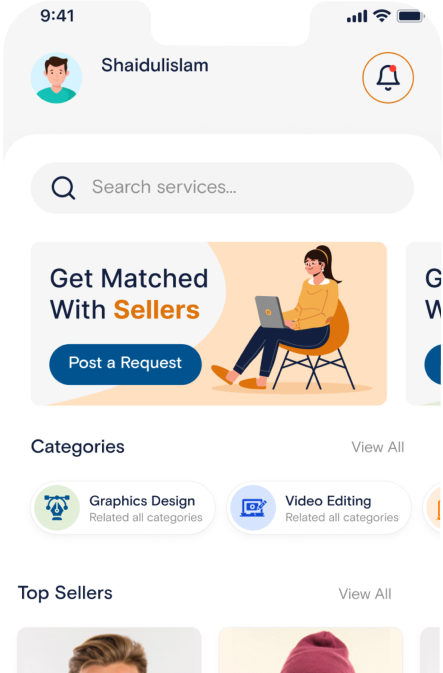 9:41
Shaidulislam
Search services...
Get Matched
With Sellers
Post a Request
G
W
Categories
View All
Graphics Design
Related all categories
Video Editing
Related all categories
Top Sellers
View All